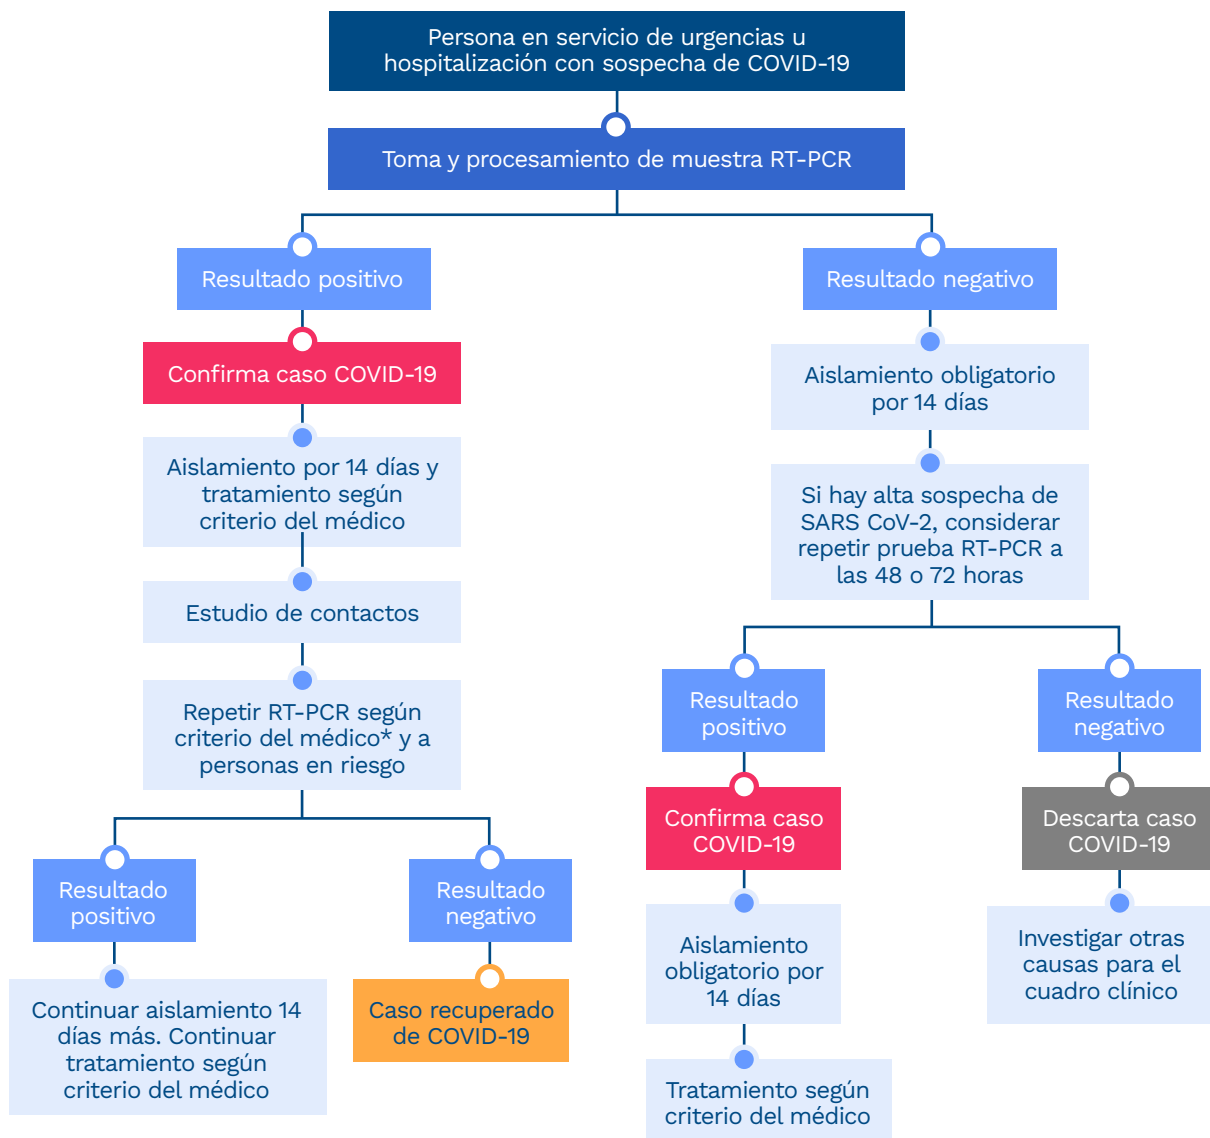 Persona en servicio de urgencias u
hospitalización con sospecha de COVID-19
Toma y procesamiento de muestra RT-PCR
Resultado positivo
Confirma caso COVID-19
Aislamiento por 14 días y
tratamiento según
criterio del médico
Estudio de contactos
Repetir RT-PCR según
criterio del médico* y a
personas en riesgo
Resultado
positivo
Continuar aislamiento 14
días más. Continuar
tratamiento según
criterio del médico
Resultado
negativo
Caso recuperado
de COVID-19
Resultado negativo
Aislamiento obligatorio
por 14 días
Si hay alta sospecha de
SARS CoV-2, considerar
repetir prueba RT-PCR a
las 48 o 72 horas
Resultado
positivo
Confirma caso
COVID-19
Aislamiento
obligatorio por
14 días
Tratamiento según
criterio del médico
Resultado
negativo
Descarta caso
COVID-19
Investigar otras
causas para el
cuadro clínico